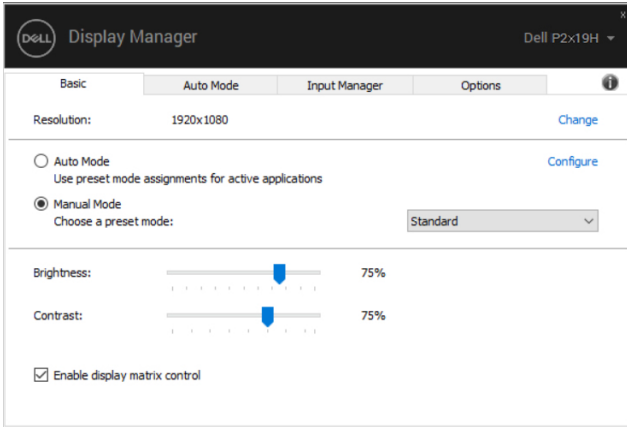 x
DELL Display Manager Dell P2x19H
Basic Auto Mode Input Manager Options i
Resolution: 1920x1080 Change
Auto Mode Configure
Use preset mode assignments for active applications
Manual Mode
Choose a preset mode: Standard
Brightness: 75%
Contrast: 75%
Enable display matrix control